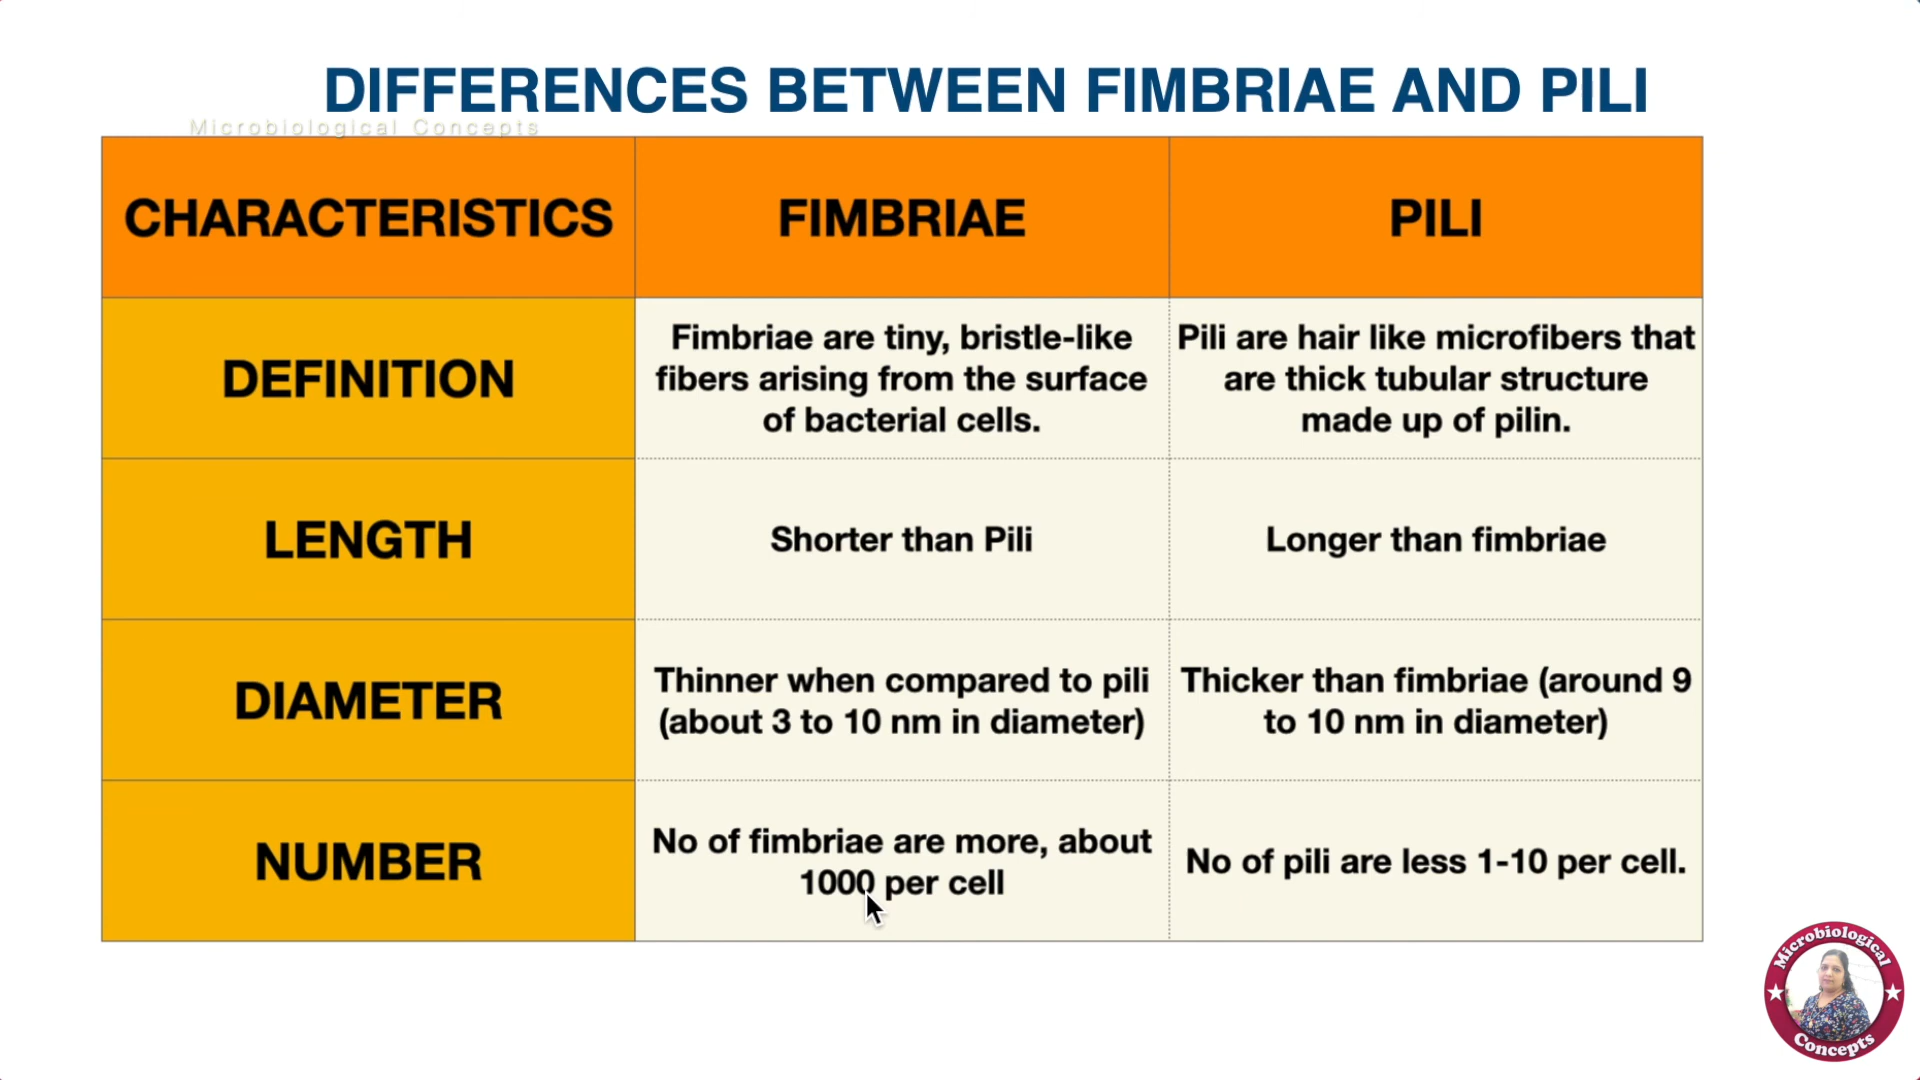 DIFFERENCES BETWEEN FIMBRIAE AND PILI
Microbiological Concepts
CHARACTERISTICS
FIMBRIAE
PILI
DEFINITION
Fimbriae are tiny, bristle-like
fibers arising from the surface
of bacterial cells.
Pili are hair like microfibers that
are thick tubular structure
made up of pilin.
LENGTH
Shorter than Pili
Longer than fimbriae
DIAMETER
Thinner when compared to pili
(about 3 to 10 nm in diameter)
Thicker than fimbriae (around 9
to 10 nm in diameter)
NUMBER
No of fimbriae are more, about
1000 per cell
No of pili are less 1-10 per cell.
Microbiological
Concepts